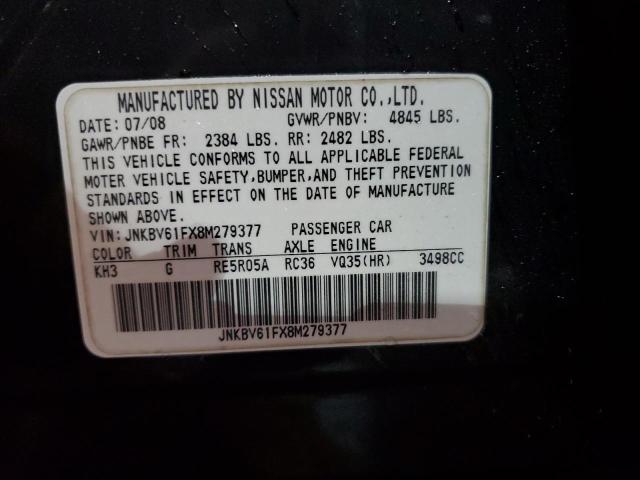 MANUFACTURED BY NISSAN MOTOR CO.,LTD.
DATE: 07/08 GVWR/PNBV: 4845 LBS.
GAWR/PNBE FR: 2384 LBS. RR: 2482 LBS.
THIS VEHICLE CONFORMS TO ALL APPLICABLE FEDERAL
MOTER VEHICLE SAFETY,BUMPER,AND THEFT PREVENTION
STANDARDS IN EFFECT ON THE DATE OF MANUFACTURE
SHOWN ABOVE.
VIN: JNKBV61FX8M279377 PASSENGER CAR
COLOR TRIM TRANS AXLE ENGINE
KH3 G RE5R05A RC36 VQ35(HR) 3498CC
JNKBV61FX8M279377